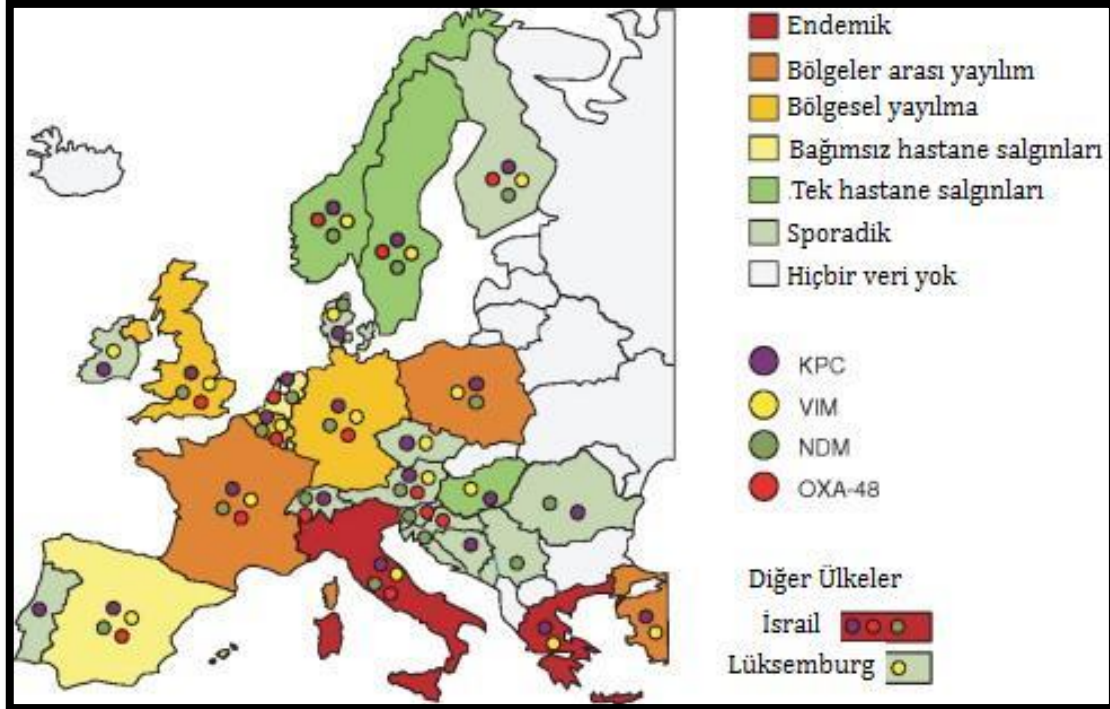 Endemik
Bölgeler arası yayılım
Bölgesel yayılma
Bağımsız hastane salgınları
Tek hastane salgınları
Sporadik
Hiçbir veri yok
KPC
VIM
NDM
OXA-48
Diğer Ülkeler
İsrail
Lüksemburg